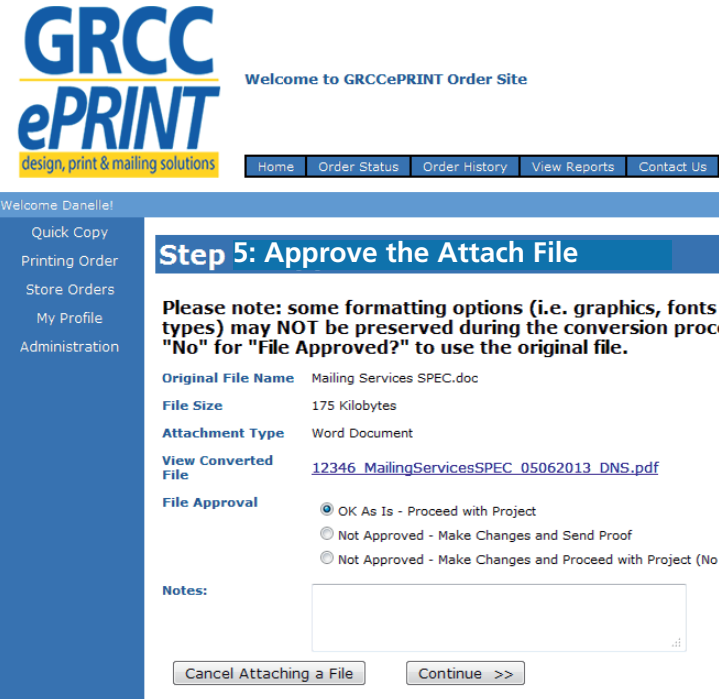 GRCC
ePRINT
design, print & mailing solutions
Welcome to GRCCePRINT Order Site
Home Order Status Order History View Reports Contact Us
Welcome Danelle!
Quick Copy
Printing Order
Store Orders
My Profile
Administration
Step 5: Approve the Attach File
Please note: some formatting options (i.e. graphics, fonts
types) may NOT be preserved during the conversion proce
"No" for "File Approved?" to use the original file.
Original File Name Mailing Services SPEC.doc
File Size 175 Kilobytes
Attachment Type Word Document
View Converted
File
12346_MailingServicesSPEC_05062013_DNS.pdf
File Approval
OK As Is - Proceed with Project
Not Approved - Make Changes and Send Proof
Not Approved - Make Changes and Proceed with Project (No
Notes:
Cancel Attaching a File Continue >>